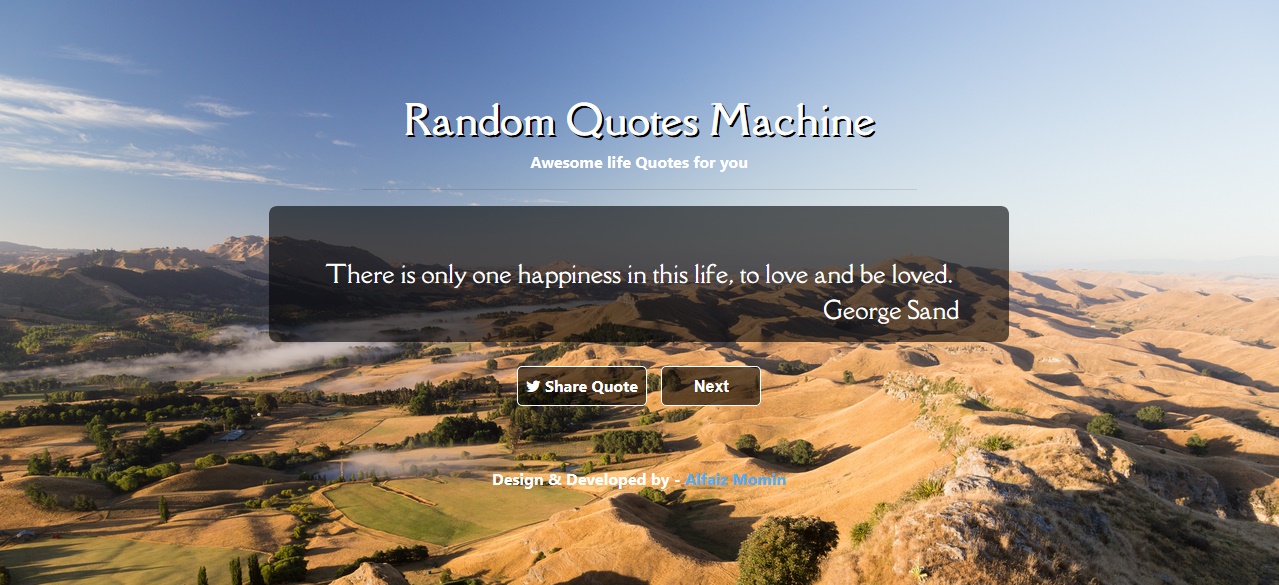 Random Quotes Machine
Awesome life Quotes for you
There is only one happiness in this life, to love and be loved.
George Sand
Share Quote
Next
Design & Developed by - Alfaiz Momin